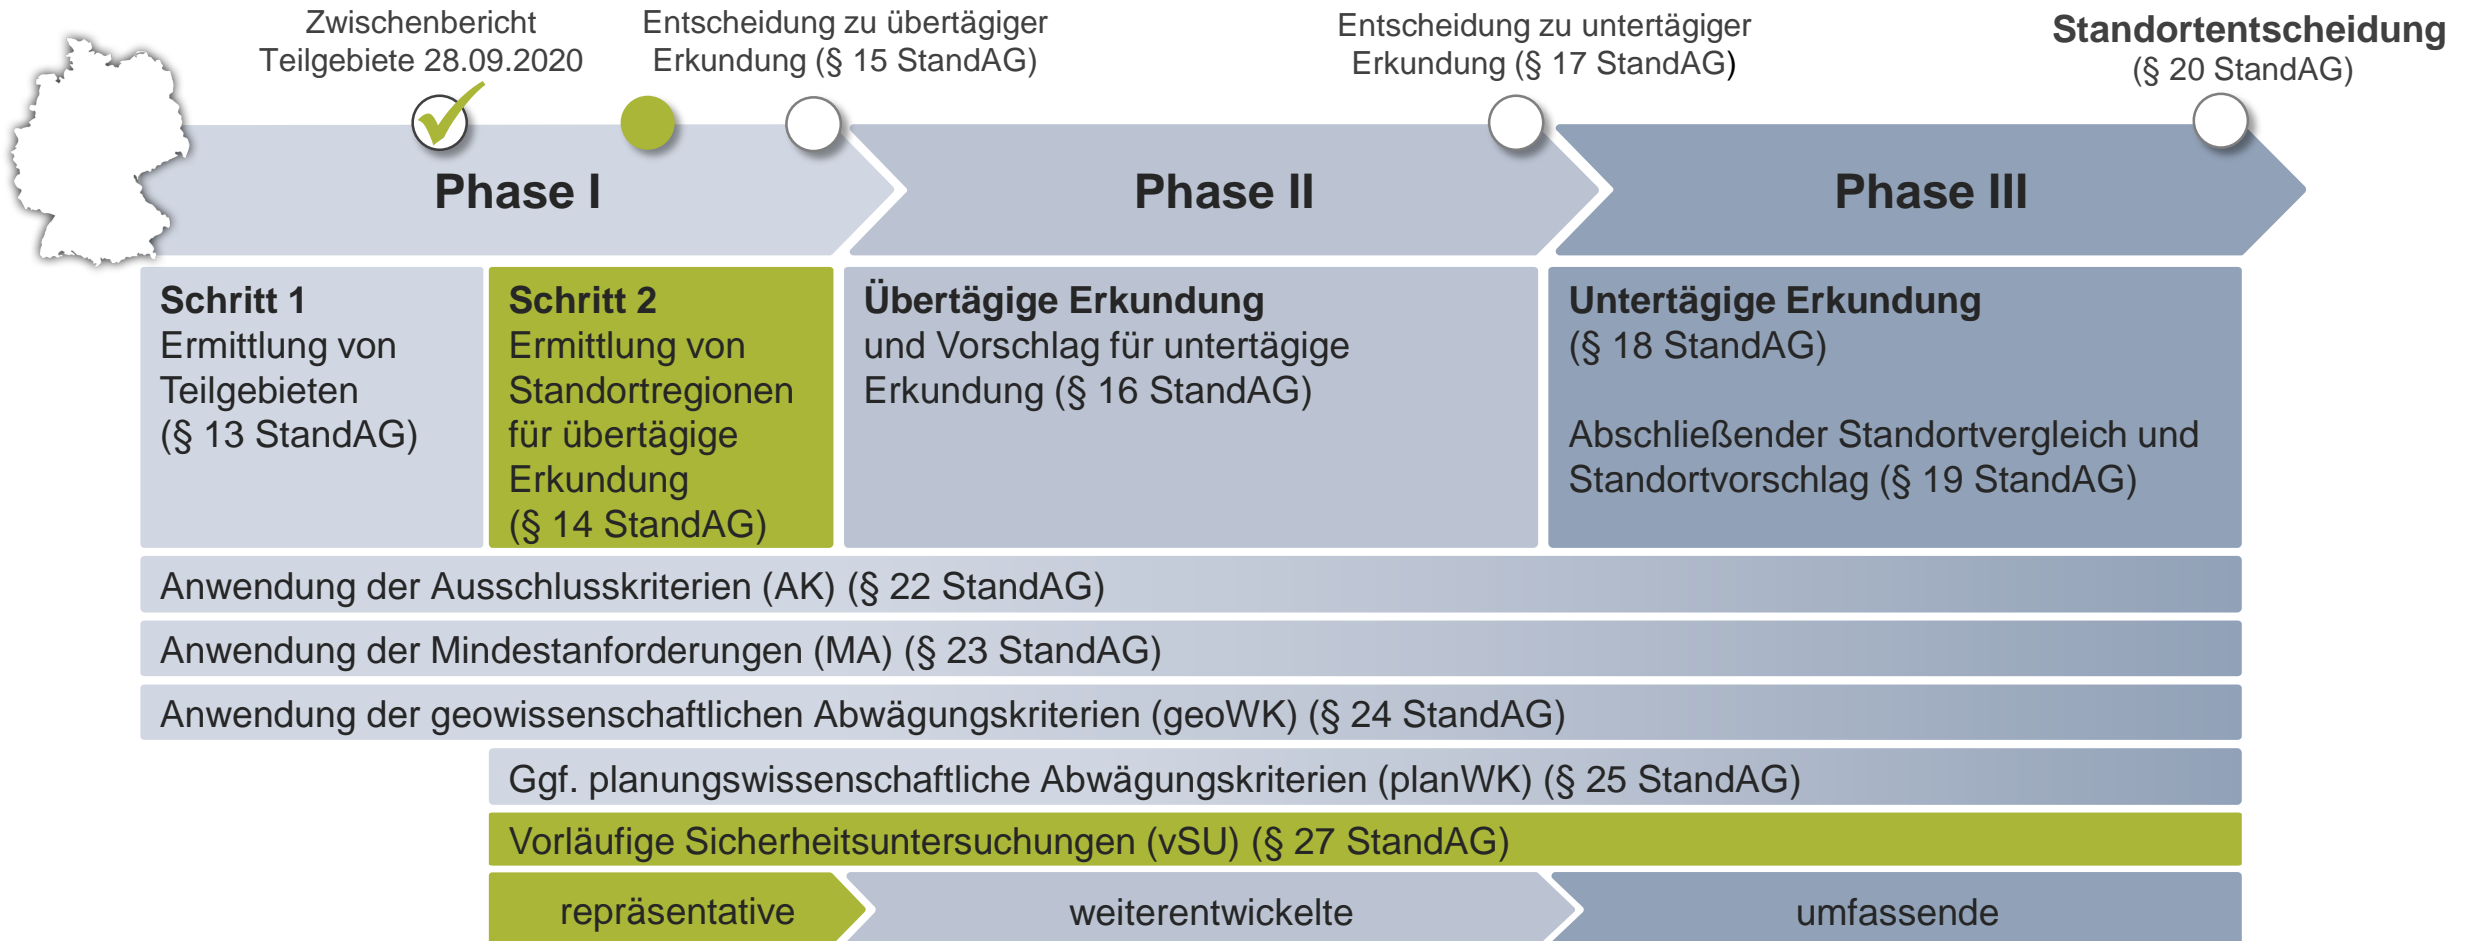 Zwischenbericht
Teilgebiete 28.09.2020
Entscheidung zu übertägiger
Erkundung (§ 15 StandAG)
Entscheidung zu untertägiger
Erkundung (§ 17 StandAG)
Standortentscheidung
(§ 20 StandAG)
Phase I
Phase II
Phase III
Schritt 1
Ermittlung von
Teilgebieten
(§ 13 StandAG)
Schritt 2
Ermittlung von
Standortregionen
für übertägige
Erkundung
(§ 14 StandAG)
Übertägige Erkundung
und Vorschlag für untertägige
Erkundung (§ 16 StandAG)
Untertägige Erkundung
(§ 18 StandAG)
Abschließender Standortvergleich und
Standortvorschlag (§ 19 StandAG)
Anwendung der Ausschlusskriterien (AK) (§ 22 StandAG)
Anwendung der Mindestanforderungen (MA) (§ 23 StandAG)
Anwendung der geowissenschaftlichen Abwägungskriterien (geoWK) (§ 24 StandAG)
Ggf. planungswissenschaftliche Abwägungskriterien (planWK) (§ 25 StandAG)
Vorläufige Sicherheitsuntersuchungen (vSU) (§ 27 StandAG)
repräsentative
weiterentwickelte
umfassende